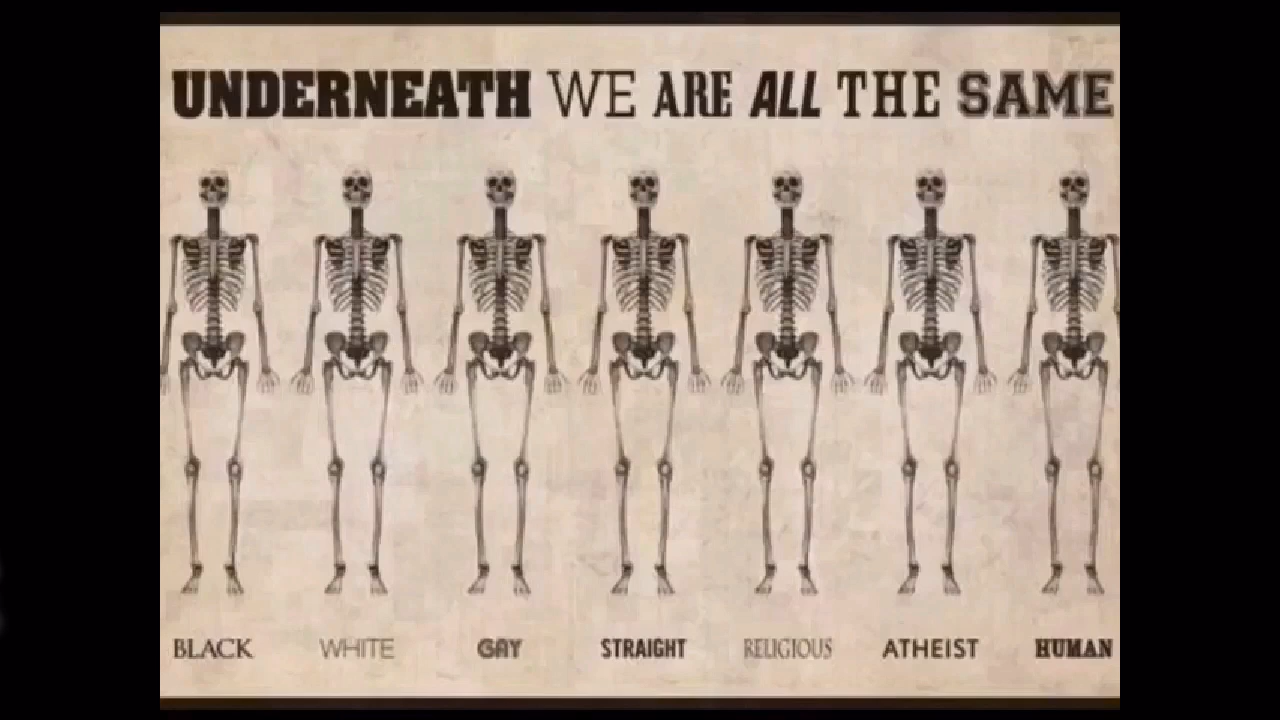 UNDERNEATH WE ARE ALL THE SAME
BLACK WHITE GAY STRAIGHT RELIGIOUS ATHEIST HUMAN